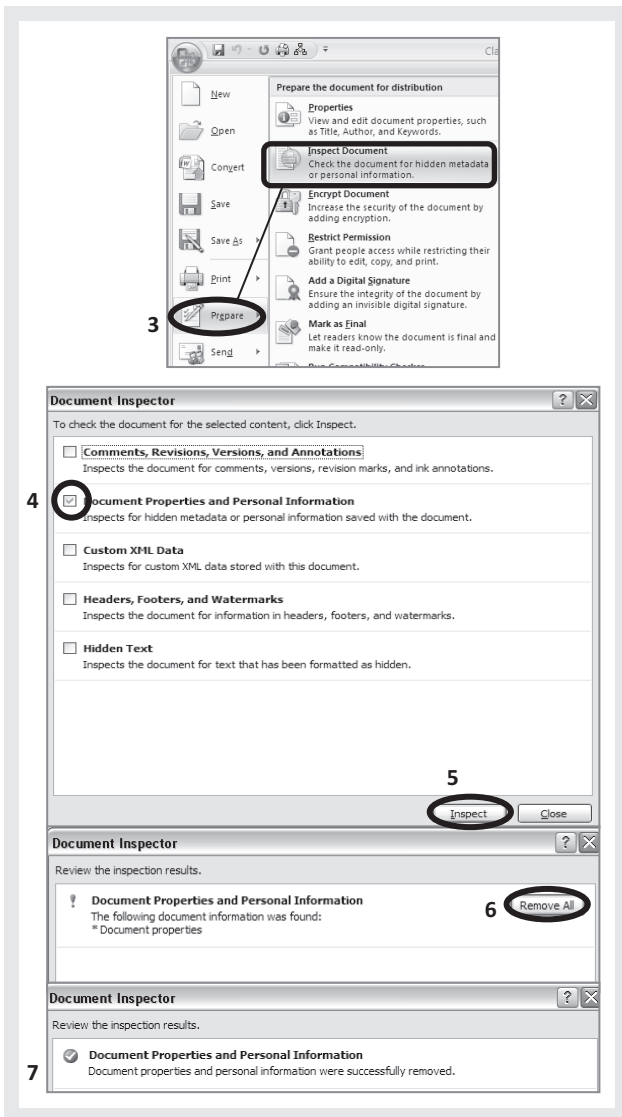 Cla
Prepare the document for distribution
New
Properties
View and edit document properties, such
as Title, Author, and Keywords.
Open
Inspect Document
Check the document for hidden metadata
or personal information.
Convert
Encrypt Document
Increase the security of the document by
adding encryption.
Save
Restrict Permission
Grant people access while restricting their
ability to edit, copy, and print.
Save As
Add a Digital Signature
Ensure the integrity of the document by
adding an invisible digital signature.
Print
3
Prepare
Mark as Final
Let readers know the document is final and
make it read-only.
Send
Run Compatibility Checker
Document Inspector
To check the document for the selected content, click Inspect.
Comments, Revisions, Versions, and Annotations
Inspects the document for comments, versions, revision marks, and ink annotations.
4
Document Properties and Personal Information
Inspects for hidden metadata or personal information saved with the document.
Custom XML Data
Inspects for custom XML data stored with this document.
Headers, Footers, and Watermarks
Inspects the document for information in headers, footers, and watermarks.
Hidden Text
Inspects the document for text that has been formatted as hidden.
5
Inspect Close
Document Inspector
Review the inspection results.
Document Properties and Personal Information
The following document information was found:
* Document properties
6 Remove All
Document Inspector
Review the inspection results.
Document Properties and Personal Information
7 Document properties and personal information were successfully removed.